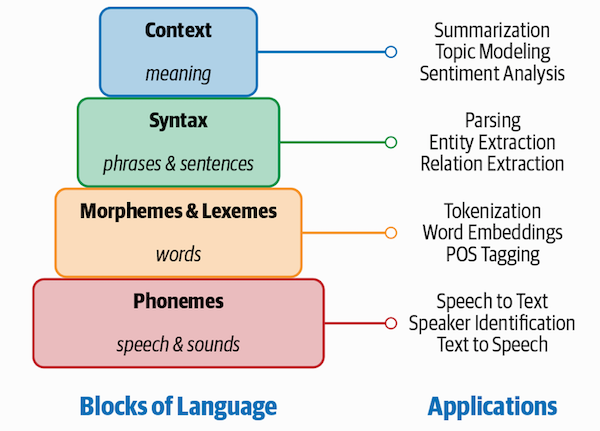 Context
meaning
Summarization
Topic Modeling
Sentiment Analysis
Syntax
phrases & sentences
Parsing
Entity Extraction
Relation Extraction
Morphemes & Lexemes
words
Tokenization
Word Embeddings
POS Tagging
Phonemes
speech & sounds
Speech to Text
Speaker Identification
Text to Speech
Blocks of Language
Applications